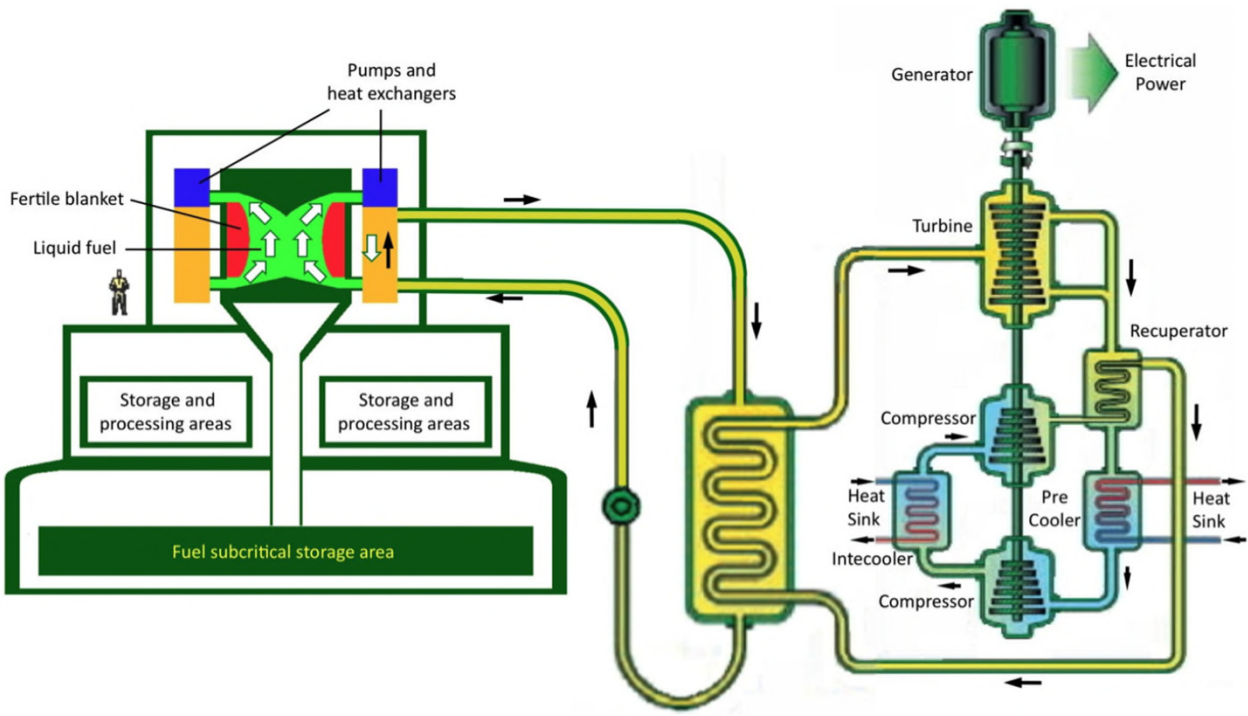 Pumps and
heat exchangers
Fertile blanket
Liquid fuel
Storage and
processing areas
Storage and
processing areas
Fuel subcritical storage area
Generator
Electrical
Power
Turbine
Recuperator
Compressor
Heat
Sink
Pre
Cooler
Heat
Sink
Intecooler
Compressor